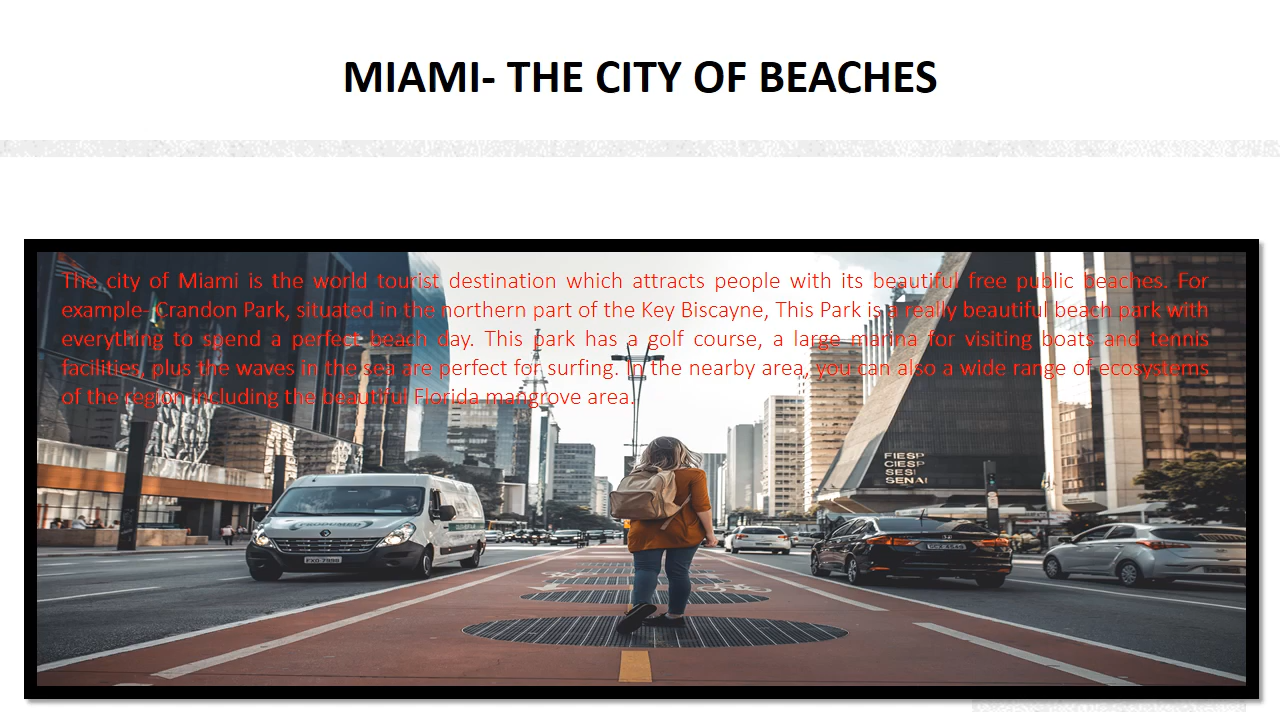 MIAMI- THE CITY OF BEACHES
The city of Miami is the world tourist destination which attracts people with its beautiful free public beaches. For
example- Crandon Park, situated in the northern part of the Key Biscayne, This Park is a really beautiful beach park with
everything to spend a perfect beach day. This park has a golf course, a large marina for visiting boats and tennis
facilities, plus the waves in the sea are perfect for surfing. In the nearby area, you can also a wide range of ecosystems
of the region including the beautiful Florida mangrove area.
FIESP
CIESP
SESI
SENAI